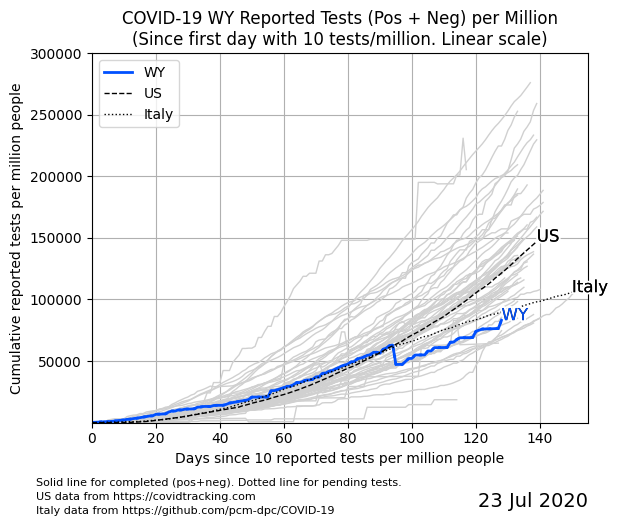 COVID-19 WY Reported Tests (Pos + Neg) per Million
(Since first day with 10 tests/million. Linear scale)
Cumulative reported tests per million people
300000
250000
200000
150000
100000
50000
WY
US
Italy
US
Italy
WY
0 20 40 60 80 100 120 140
Days since 10 reported tests per million people
Solid line for completed (pos+neg). Dotted line for pending tests.
US data from https://covidtracking.com
Italy data from https://github.com/pcm-dpc/COVID-19
23 Jul 2020